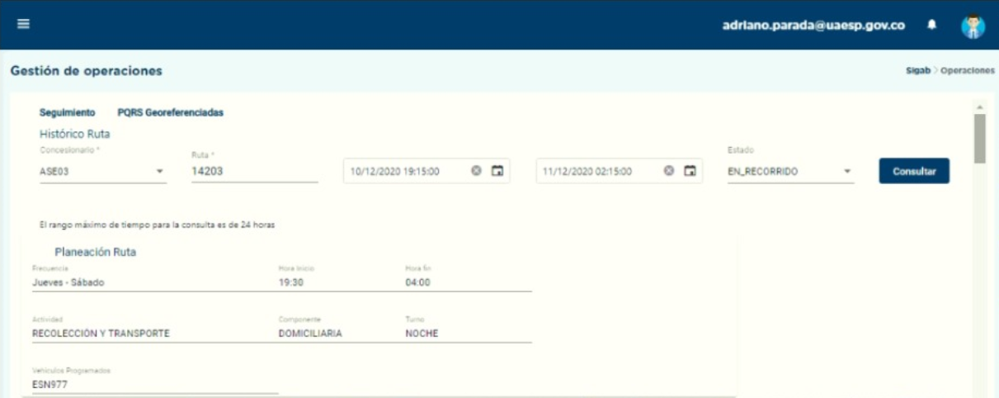 adriano.parada@uaesp.gov.co
Gestión de operaciones
Sigab > Operaciones
Seguimiento PQRS Georeferenciadas
Histórico Ruta
Concesionario * Ruta * Estado
ASE03 14203 10/12/2020 19:15:00 11/12/2020 02:15:00 EN_RECORRIDO Consultar
El rango máximo de tiempo para la consulta es de 24 horas
Planeación Ruta
Frecuencia Hora Inicio Hora fin
Jueves - Sábado 19:30 04:00
Actividad Componente Turno
RECOLECCIÓN Y TRANSPORTE DOMICILIARIA NOCHE
Vehículos Programados
ESN977